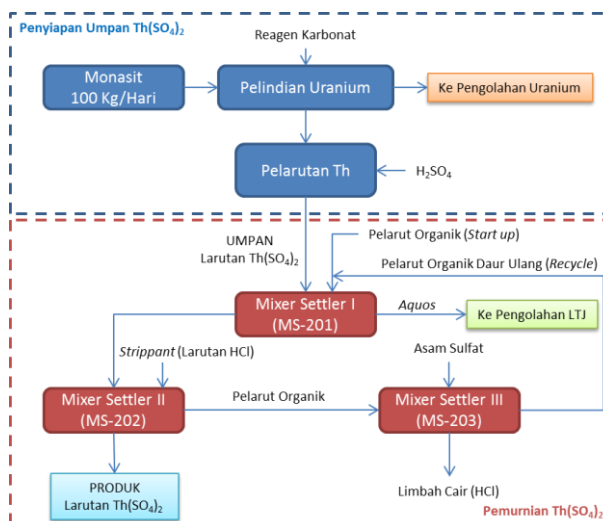 Penyiapan Umpan Th(SO₄)₂
Reagen Karbonat
Monasit
100 Kg/Hari
Pelindian Uranium
Ke Pengolahan Uranium
Pelarutan Th
H₂SO₄
UMPAN
Larutan Th(SO₄)₂
Pelarut Organik (Start up)
Pelarut Organik Daur Ulang (Recycle)
Mixer Settler I
(MS-201)
Aquos
Ke Pengolahan LTJ
Strippant (Larutan HCl)
Asam Sulfat
Mixer Settler II
(MS-202)
Pelarut Organik
Mixer Settler III
(MS-203)
PRODUK
Larutan Th(SO₄)₂
Limbah Cair (HCl)
Pemurnian Th(SO₄)₂